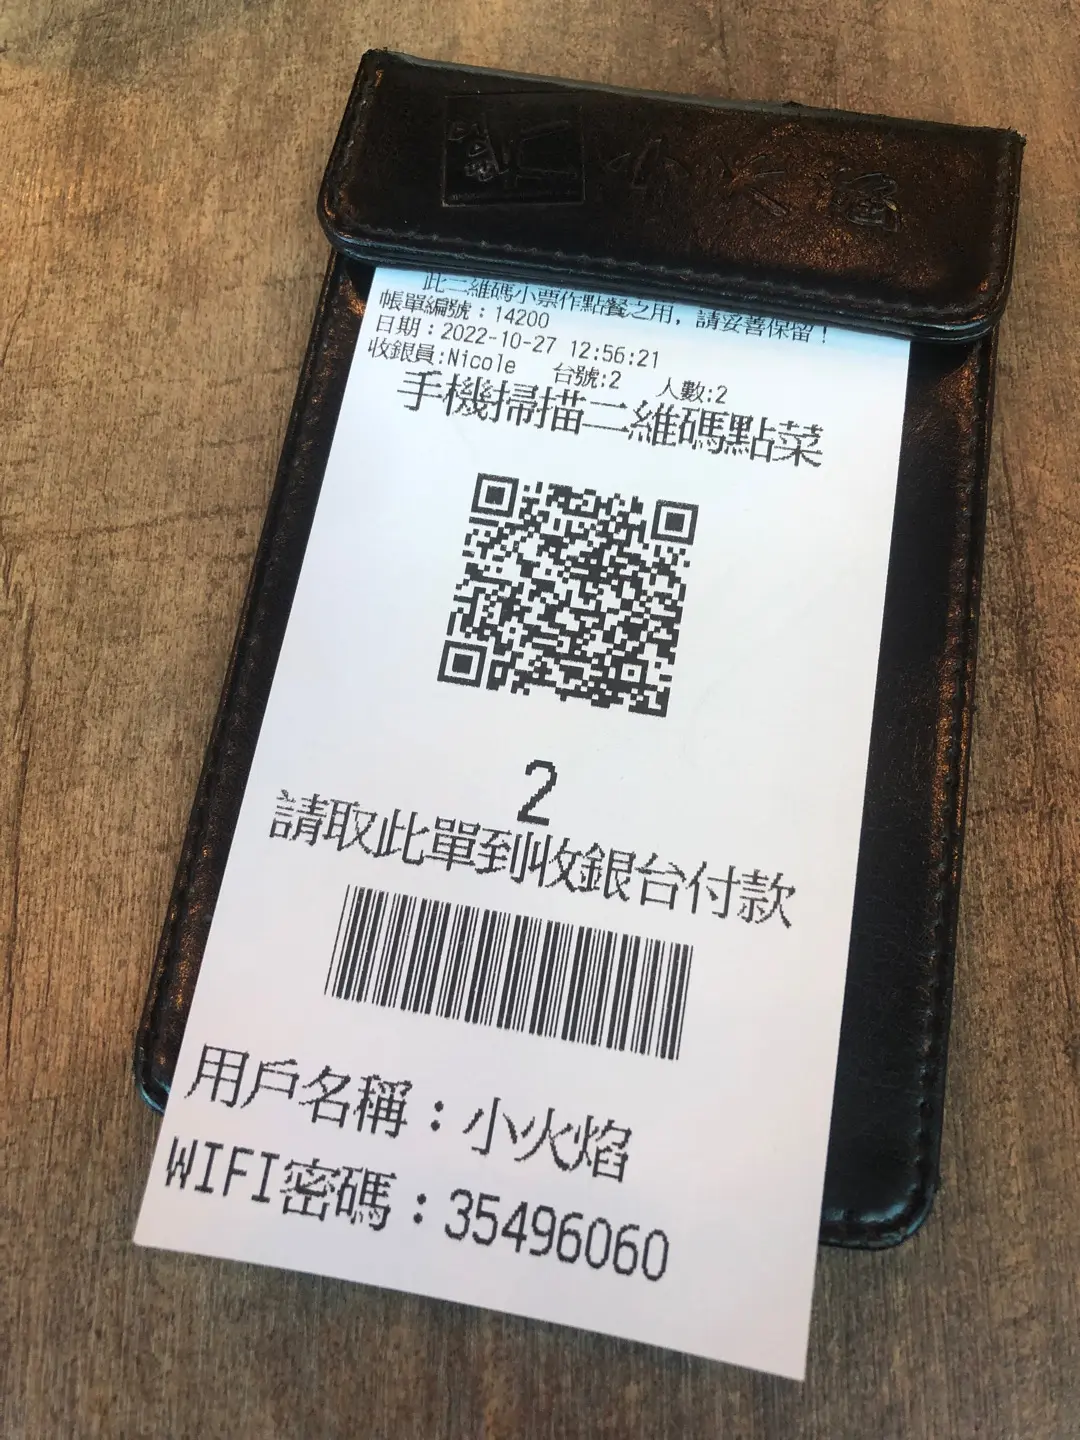 此二維碼小票作點餐之用，請妥善保留！
帳單編號：14200
日期：2022-10-27 12:56:21
收銀員:Nicole 台號:2 人數:2
手機掃描二維碼點菜
2
請取此單到收銀台付款
用戶名稱：小火焰
WIFI密碼：35496060